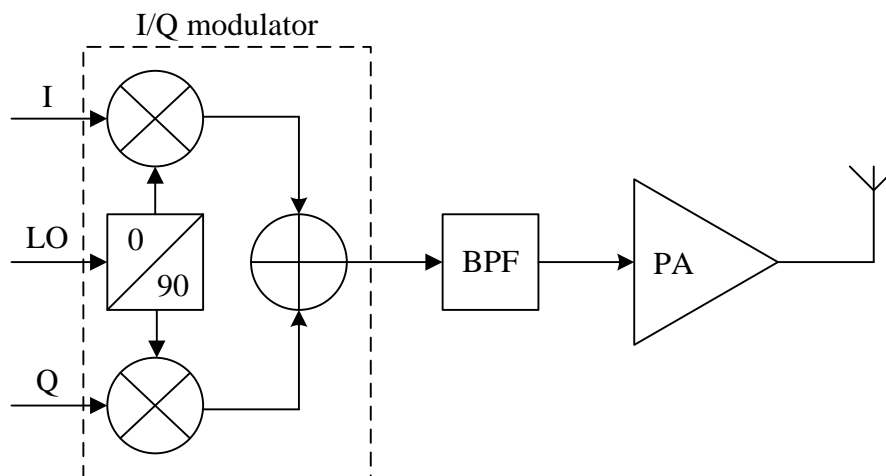 I/Q modulator
I
LO
0
90
BPF
PA
Q